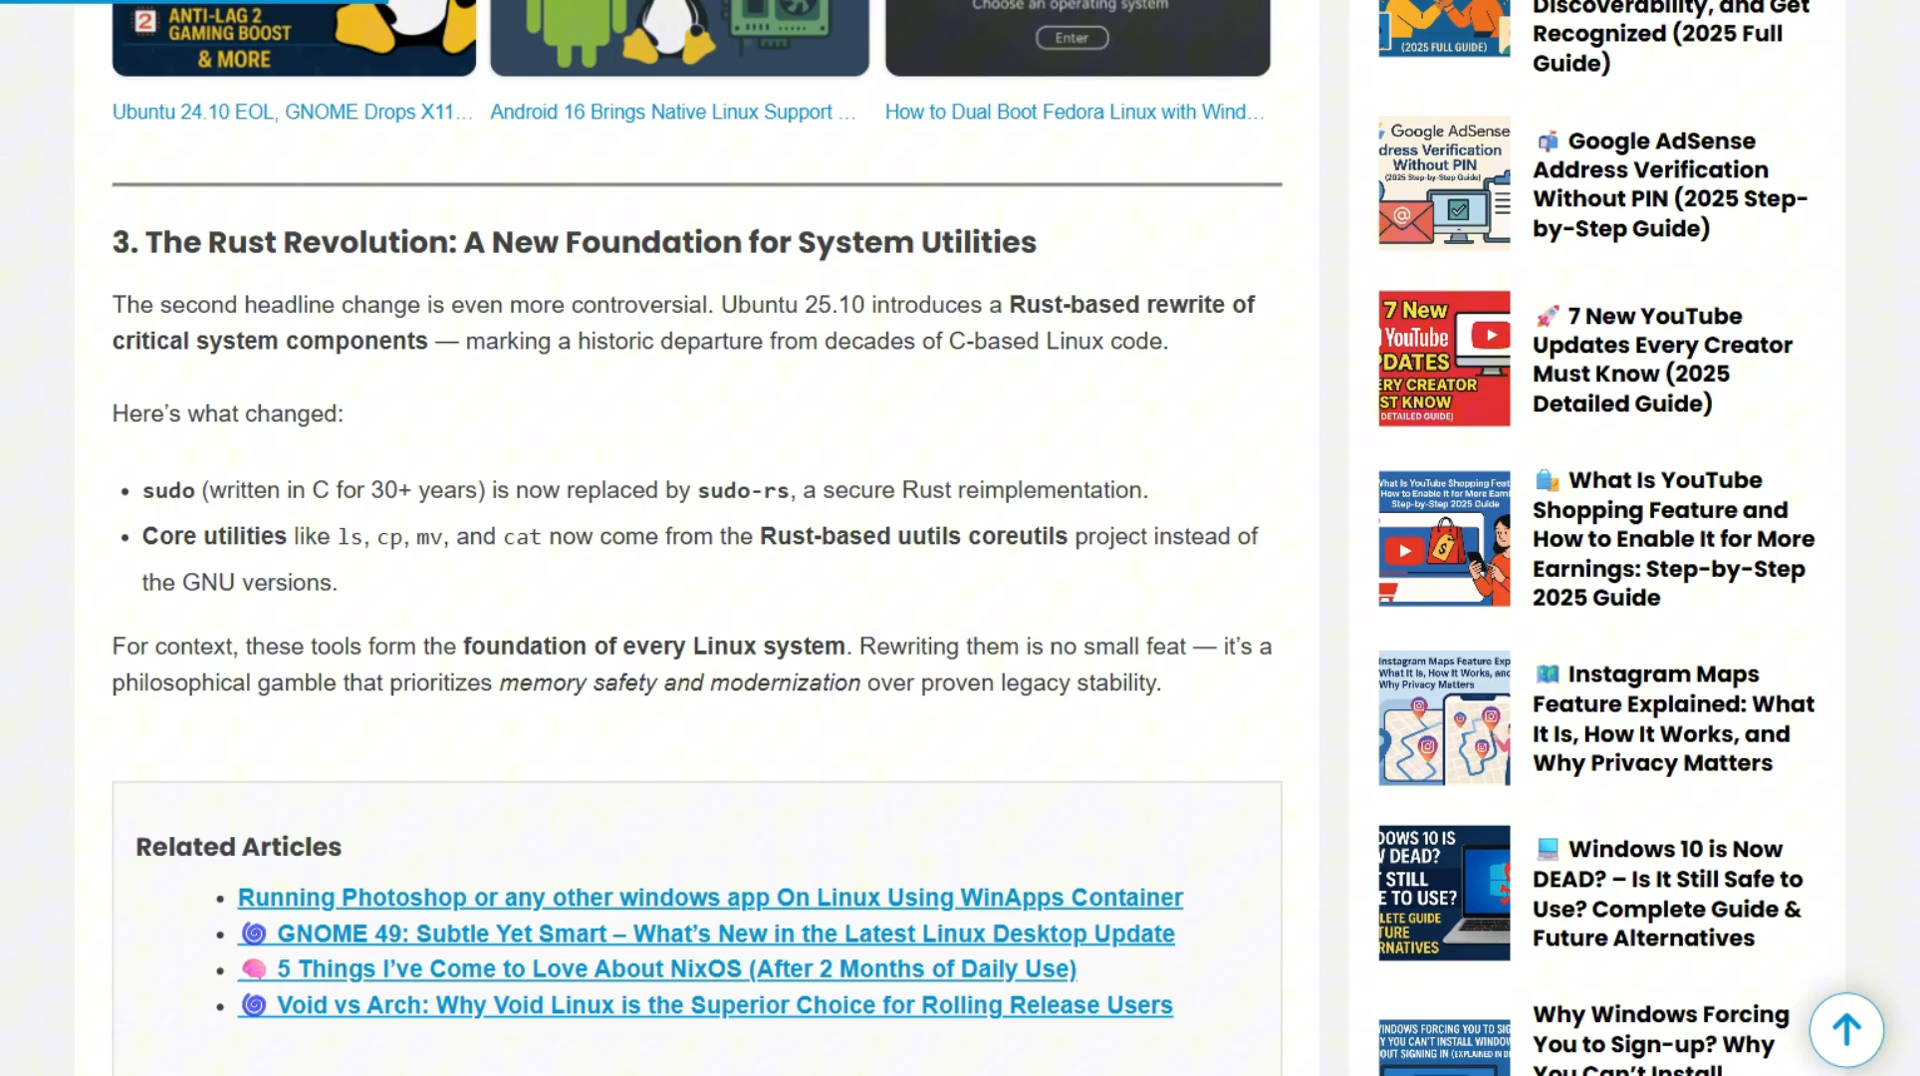 2 ANTI-LAG 2
GAMING BOOST
& MORE
Choose an operating system
Enter
Ubuntu 24.10 EOL, GNOME Drops X11...
Android 16 Brings Native Linux Support ...
How to Dual Boot Fedora Linux with Wind...
3. The Rust Revolution: A New Foundation for System Utilities
The second headline change is even more controversial. Ubuntu 25.10 introduces a Rust-based rewrite of
critical system components — marking a historic departure from decades of C-based Linux code.
Here’s what changed:
• sudo (written in C for 30+ years) is now replaced by sudo-rs, a secure Rust reimplementation.
• Core utilities like ls, cp, mv, and cat now come from the Rust-based uutils coreutils project instead of
the GNU versions.
For context, these tools form the foundation of every Linux system. Rewriting them is no small feat — it’s a
philosophical gamble that prioritizes memory safety and modernization over proven legacy stability.
Related Articles
• Running Photoshop or any other windows app On Linux Using WinApps Container
• 🌀 GNOME 49: Subtle Yet Smart – What’s New in the Latest Linux Desktop Update
• 🧠 5 Things I’ve Come to Love About NixOS (After 2 Months of Daily Use)
• 🌀 Void vs Arch: Why Void Linux is the Superior Choice for Rolling Release Users
(2025 FULL GUIDE)
Discoverability, and Get
Recognized (2025 Full
Guide)
Google AdSense
dress Verification
Without PIN
(2025 Step-by-Step Guide)
@
📬 Google AdSense
Address Verification
Without PIN (2025 Step-
by-Step Guide)
7 New
YouTube
PDATES
ERY CREATOR
ST KNOW
DETAILED GUIDE)
🚀 7 New YouTube
Updates Every Creator
Must Know (2025
Detailed Guide)
What Is YouTube Shopping Feat
How to Enable It for More Earni
Step-by-Step 2025 Guide
$
🛍️ What Is YouTube
Shopping Feature and
How to Enable It for More
Earnings: Step-by-Step
2025 Guide
Instagram Maps Feature Exp
What It Is, How It Works, and
Why Privacy Matters
🗺️ Instagram Maps
Feature Explained: What
It Is, How It Works, and
Why Privacy Matters
DOWS 10 IS
W DEAD?
T STILL
E TO USE?
LETE GUIDE
TURE
RNATIVES
💻 Windows 10 is Now
DEAD? – Is It Still Safe to
Use? Complete Guide &
Future Alternatives
WINDOWS FORCING YOU TO SIG
Y YOU CAN'T INSTALL WINDOW
OUT SIGNING IN (EXPLAINED IN D
Why Windows Forcing
You to Sign-up? Why
You Can’t Install